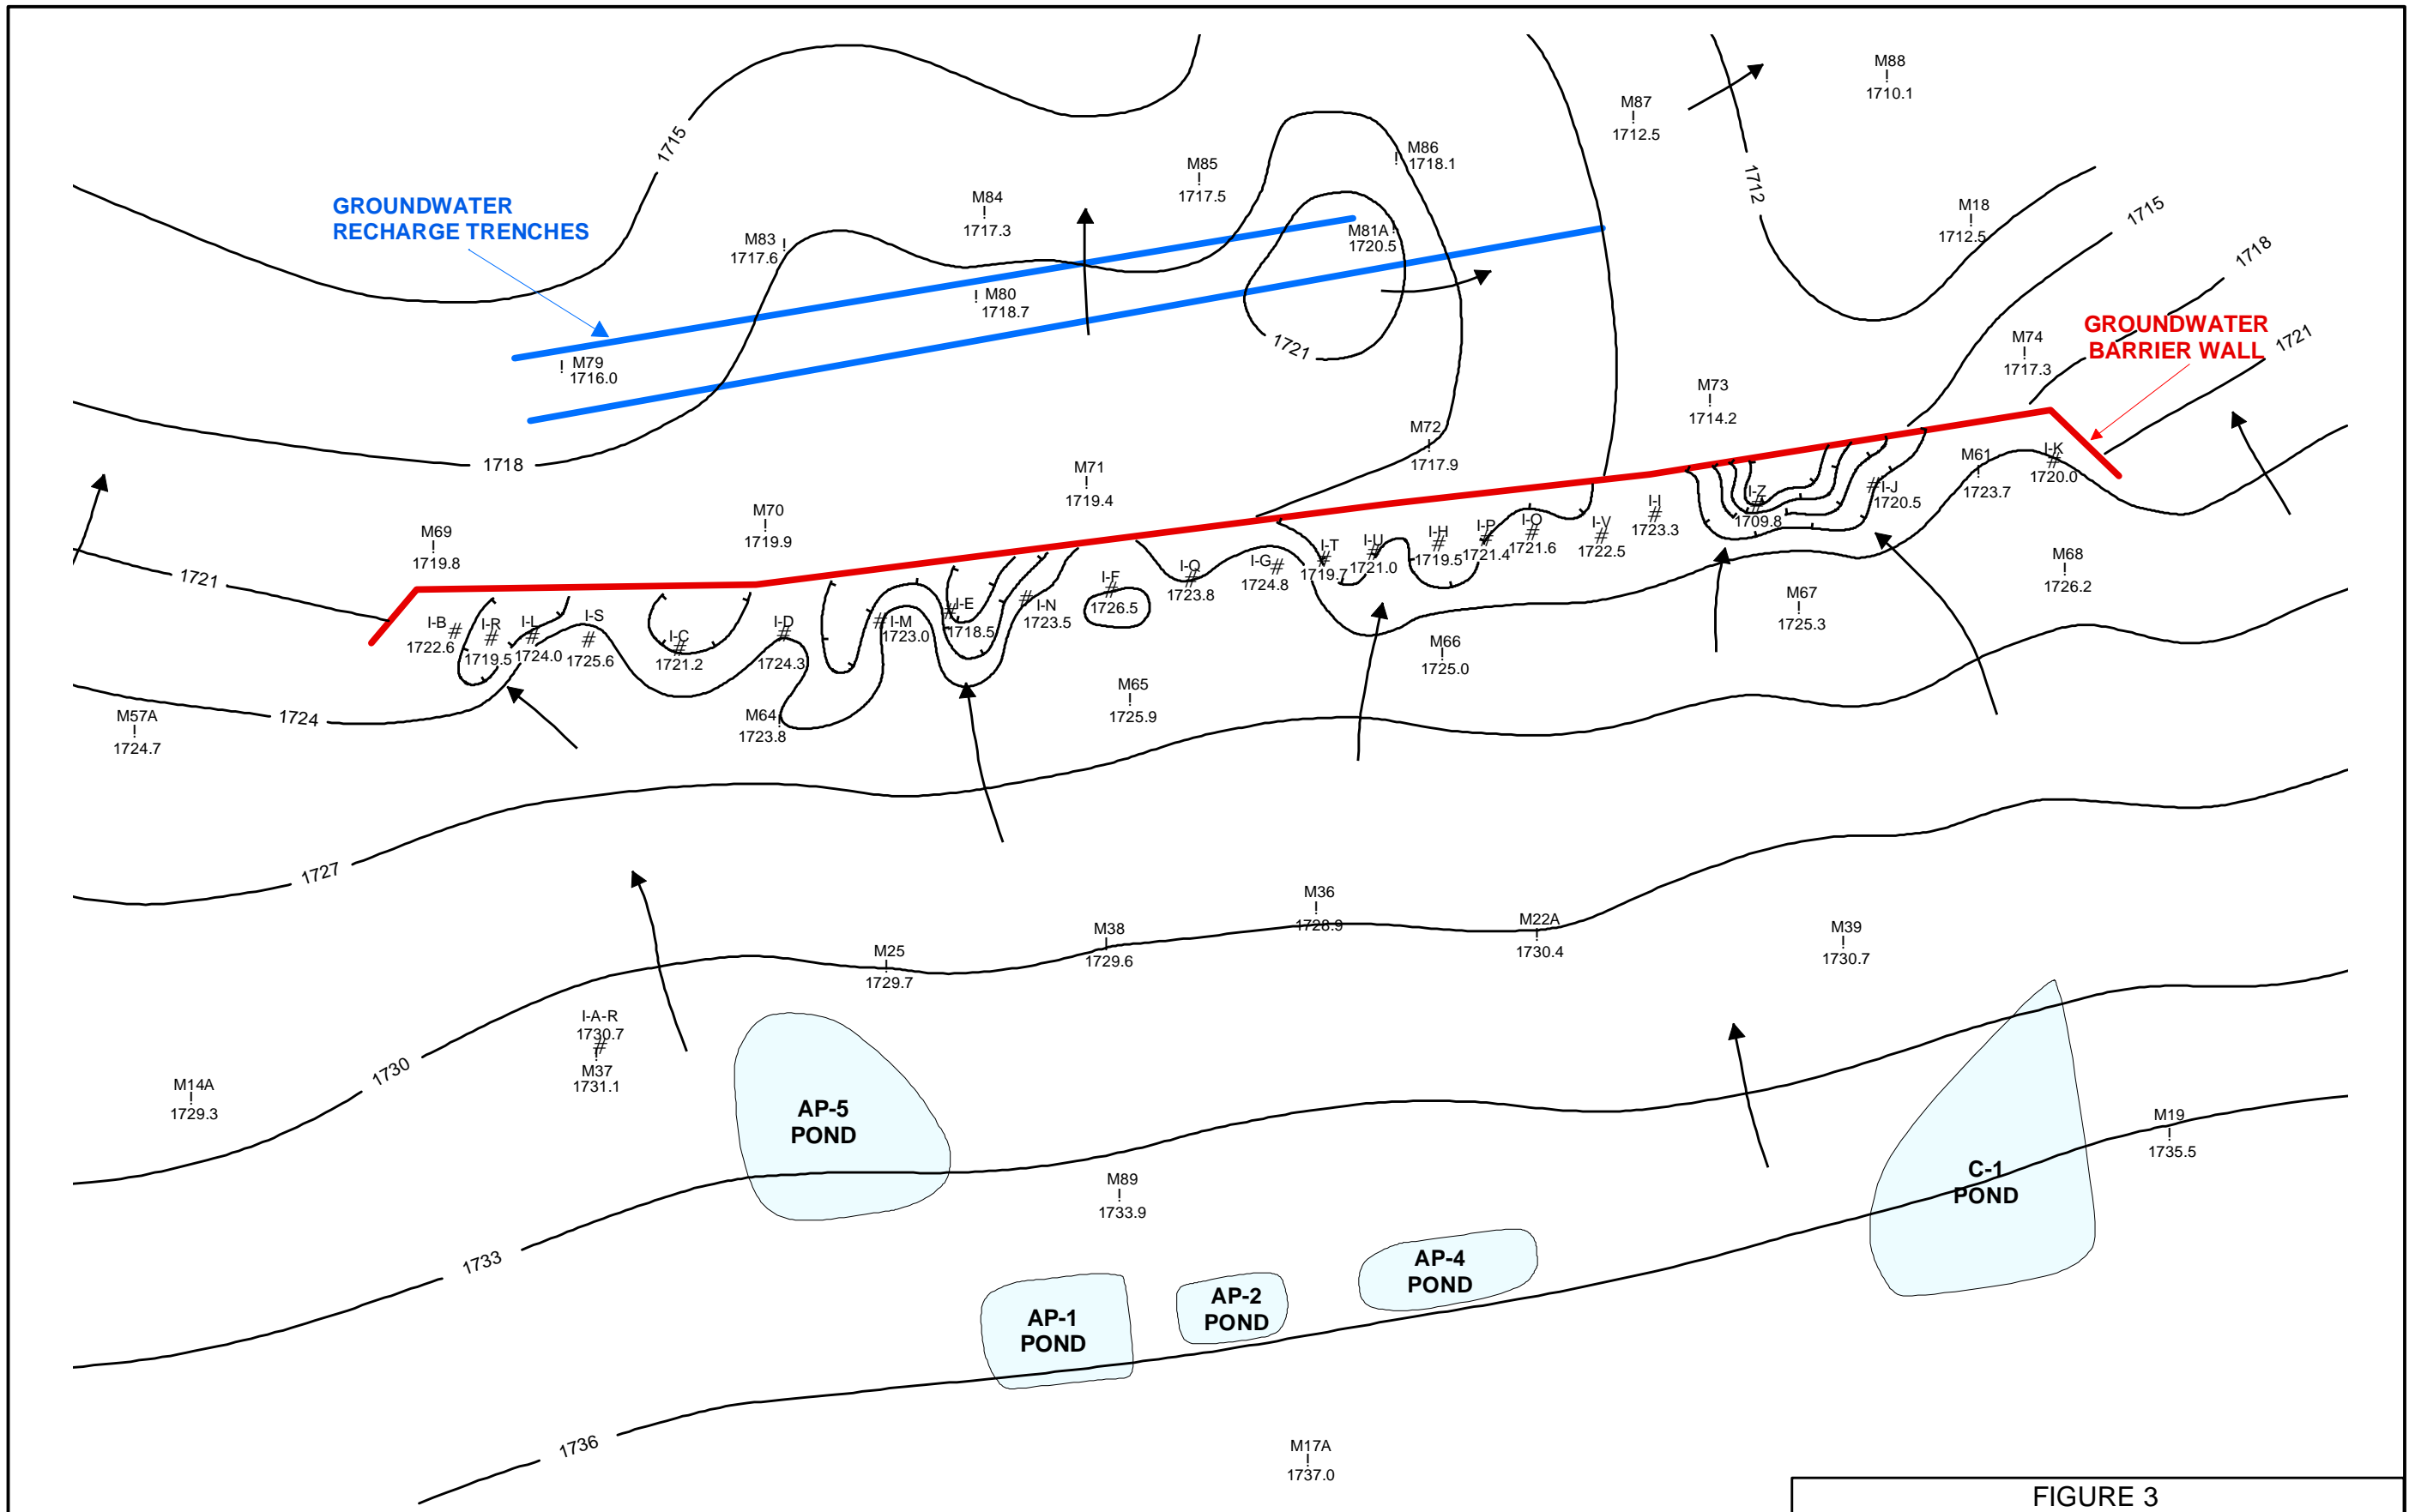 M88
1710.1
M87
1712.5
1715
M86
1718.1
M85
1717.5
M84
1717.3
GROUNDWATER
RECHARGE TRENCHES
M83
1717.6
M81A
1720.5
1712
M18
1712.5
1715
1718
M80
1718.7
1721
M79
1716.0
M74
1717.3
GROUNDWATER
BARRIER WALL
1721
M73
1714.2
M72
1717.9
1718
M71
1719.4
M70
1719.9
M69
1719.8
M61
1723.7
I-K
1720.0
I-J
1720.5
I-Z
1709.8
I-I
1723.3
I-V
1722.5
I-O
1721.6
I-P
1721.4
I-H
1719.5
I-U
1721.0
I-T
1719.7
I-G
1724.8
I-Q
1723.8
I-F
1726.5
I-N
1723.5
I-E
1718.5
I-M
1723.0
I-D
1724.3
I-C
1721.2
I-S
1725.6
I-L
1724.0
I-R
1719.5
I-B
1722.6
1721
M68
1726.2
M67
1725.3
M66
1725.0
M65
1725.9
M64
1723.8
1724
M57A
1724.7
1727
M36
1728.9
M22A
1730.4
M39
1730.7
M38
1729.6
M25
1729.7
I-A-R
1730.7
M37
1731.1
1730
M14A
1729.3
AP-5
POND
M19
1735.5
C-1
POND
M89
1733.9
1733
AP-4
POND
AP-2
POND
AP-1
POND
1736
M17A
1737.0
FIGURE 3